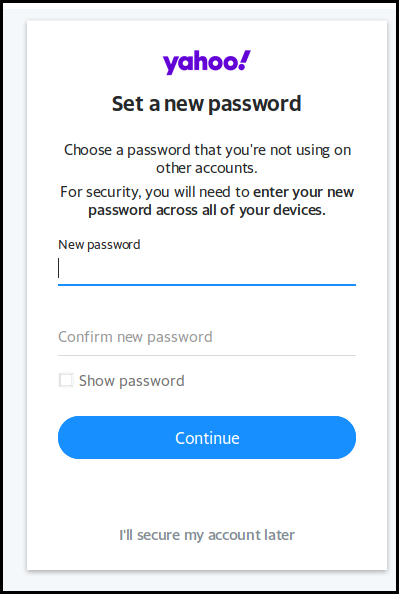 yahoo!
Set a new password
Choose a password that you're not using on
other accounts.
For security, you will need to enter your new
password across all of your devices.
New password
Confirm new password
Show password
Continue
I'll secure my account later